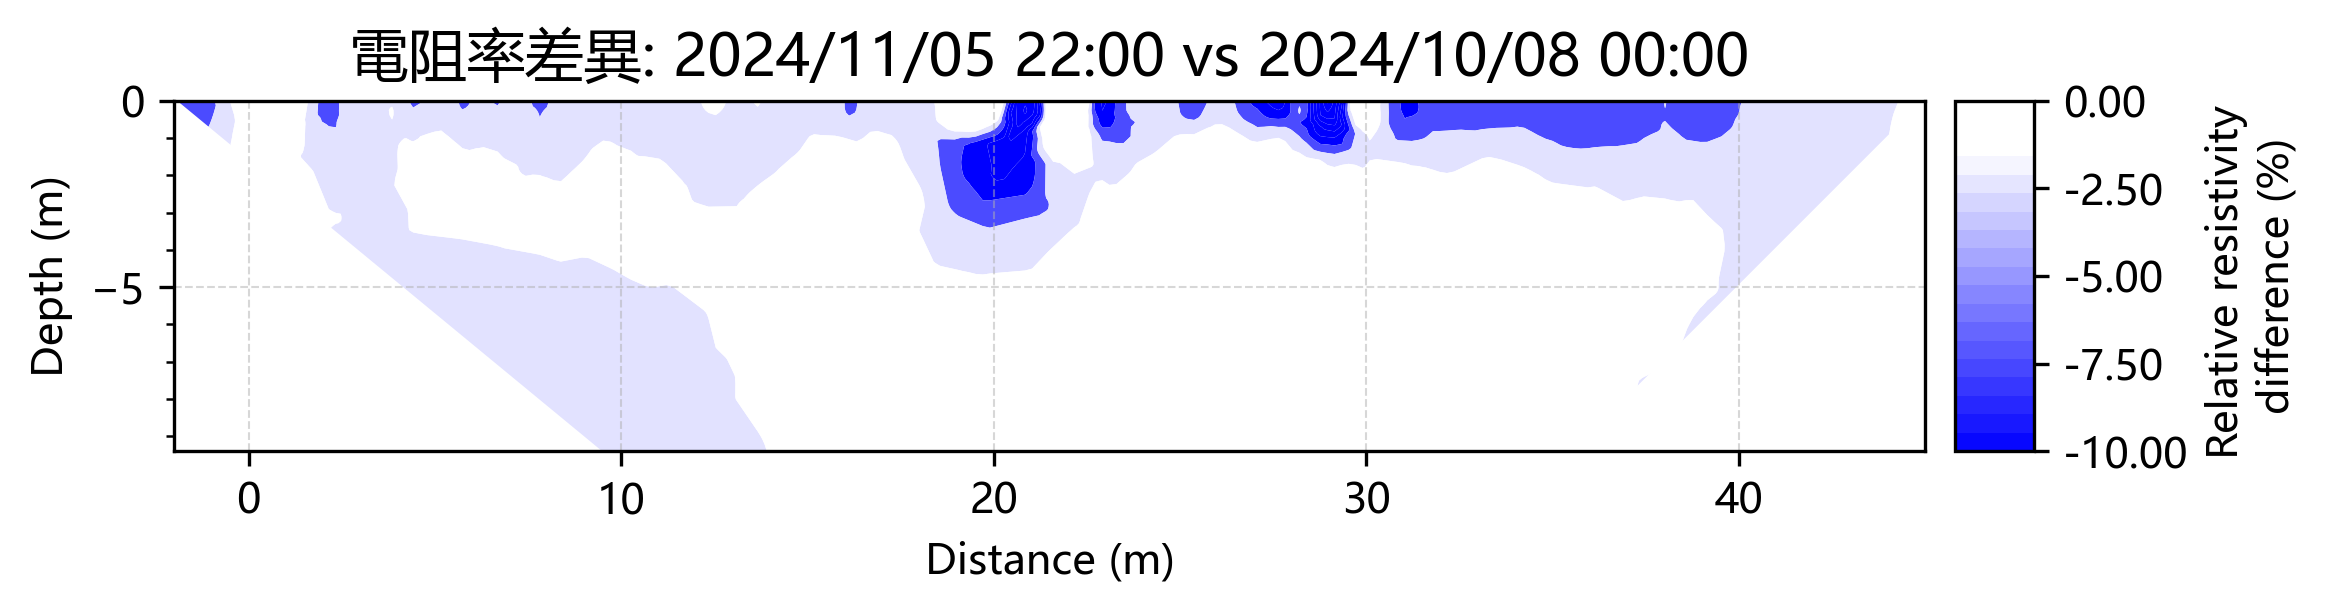 電阻率差異: 2024/11/05 22:00 vs 2024/10/08 00:00
0
−5
Depth (m)
0
10
20
30
40
Distance (m)
0.00
-2.50
-5.00
-7.50
-10.00
Relative resistivity
difference (%)